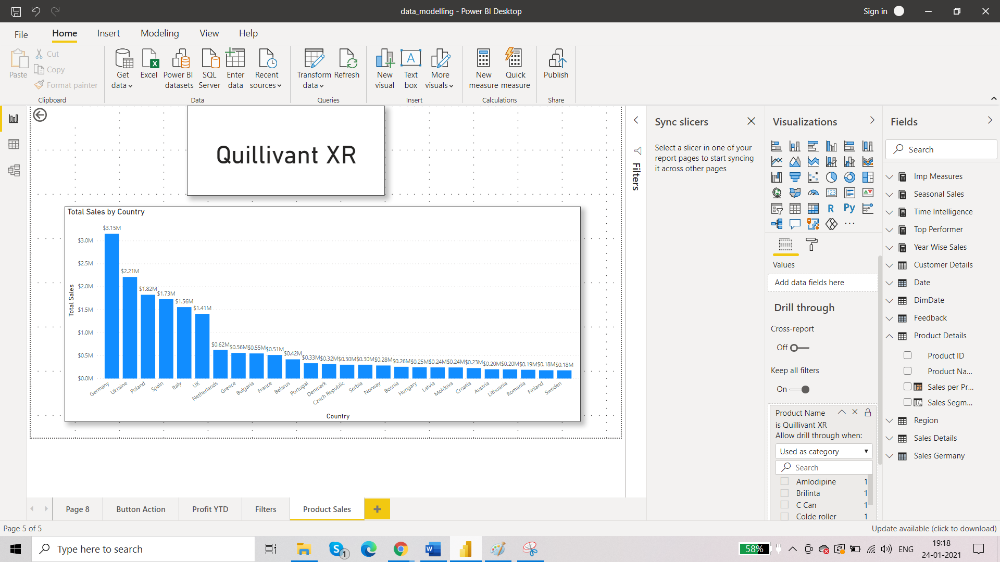 data_modelling - Power BI Desktop
Sign in
File Home Insert Modeling View Help
Paste
Cut
Copy
Format painter
Clipboard
Get data
Excel
Power BI datasets
SQL Server
Enter data
Recent sources
Data
Transform data
Refresh
Queries
New visual
Text box
More visuals
Insert
New measure
Quick measure
Calculations
Publish
Share
Quillivant XR
Total Sales by Country
Total Sales
$3.0M
$2.5M
$2.0M
$1.5M
$1.0M
$0.5M
$0.0M
$3.15M
$2.21M
$1.82M
$1.73M
$1.56M
$1.41M
$0.62M
$0.56M
$0.55M
$0.51M
$0.42M
$0.33M
$0.32M
$0.30M
$0.30M
$0.28M
$0.26M
$0.25M
$0.24M
$0.24M
$0.23M
$0.20M
$0.20M
$0.19M
$0.18M
$0.18M
Germany
Ukraine
Poland
Spain
Italy
UK
Netherlands
Greece
Bulgaria
France
Belarus
Portugal
Denmark
Czech Republic
Serbia
Norway
Bosnia
Hungary
Latvia
Moldova
Croatia
Austria
Lithuania
Romania
Finland
Sweden
Country
Filters
Sync slicers
Select a slicer in one of your
report pages to start syncing
it across other pages
Visualizations
123
R
Py
Values
Add data fields here
Drill through
Cross-report
Off
Keep all filters
On
Product Name
is Quillivant XR
Allow drill through when:
Used as category
Search
Amlodipine 1
Brilinta 1
C Can 1
Colde roller 1
Fields
Search
Imp Measures
Seasonal Sales
Time Intelligence
Top Performer
Year Wise Sales
Customer Details
Date
DimDate
Feedback
Product Details
Product ID
Product Na...
Sales per Pr...
Sales Segm...
Region
Sales Details
Sales Germany
Page 8
Button Action
Profit YTD
Filters
Product Sales
Page 5 of 5
Update available (click to download)
Type here to search
1
58%
ENG
19:18
24-01-2021